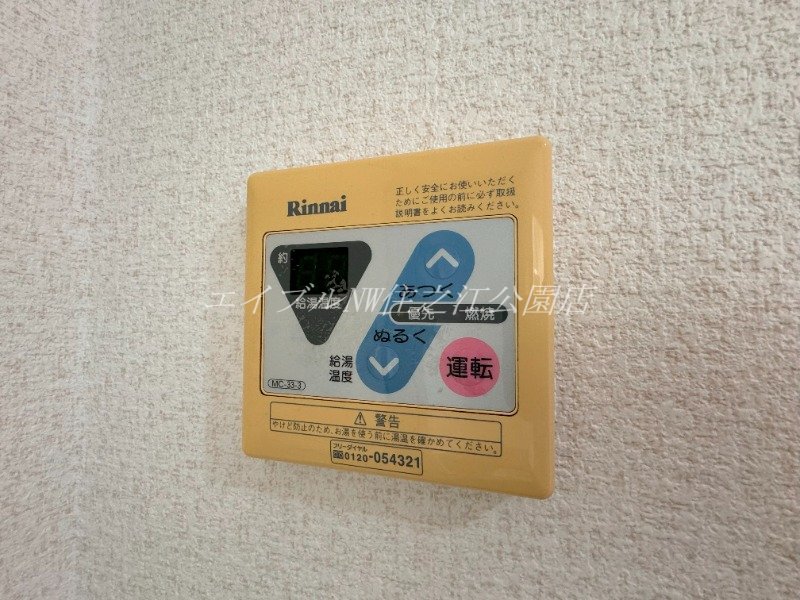 Rinnai
正しく安全にお使いいただく
ためにご使用の前に必ず取扱
説明書をよくお読みください。
約
給湯温度
あつく
優先 燃焼
ぬるく
給湯
温度
運転
MC-33-3
エイブルNW住之江公園店
⚠ 警告
やけど防止のため、お湯を使う前に湯温を確かめてください。
フリーダイヤル
0120-054321